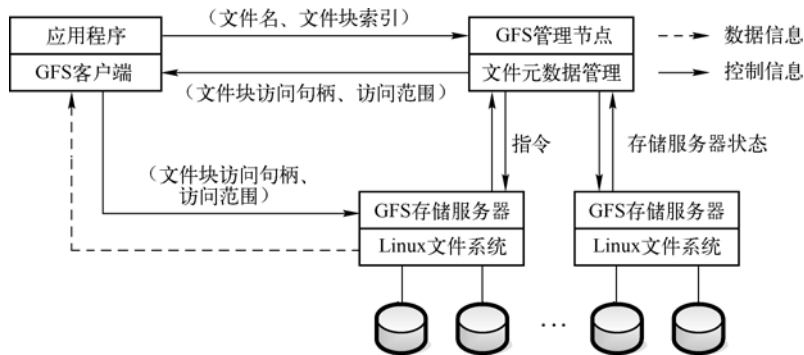 应用程序
GFS客户端
（文件名、文件块索引）
（文件块访问句柄、访问范围）
GFS管理节点
文件元数据管理
数据信息
控制信息
指令
存储服务器状态
（文件块访问句柄、
访问范围）
GFS存储服务器
Linux文件系统
GFS存储服务器
Linux文件系统
…